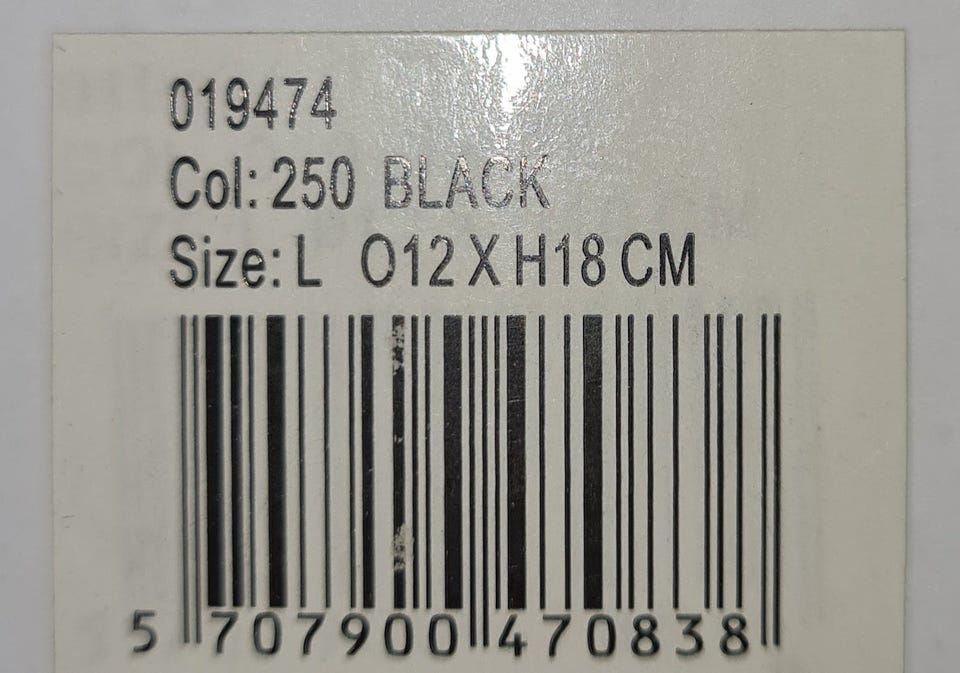 019474
Col: 250 BLACK
Size: L O12 X H18 CM
5 707900 470838